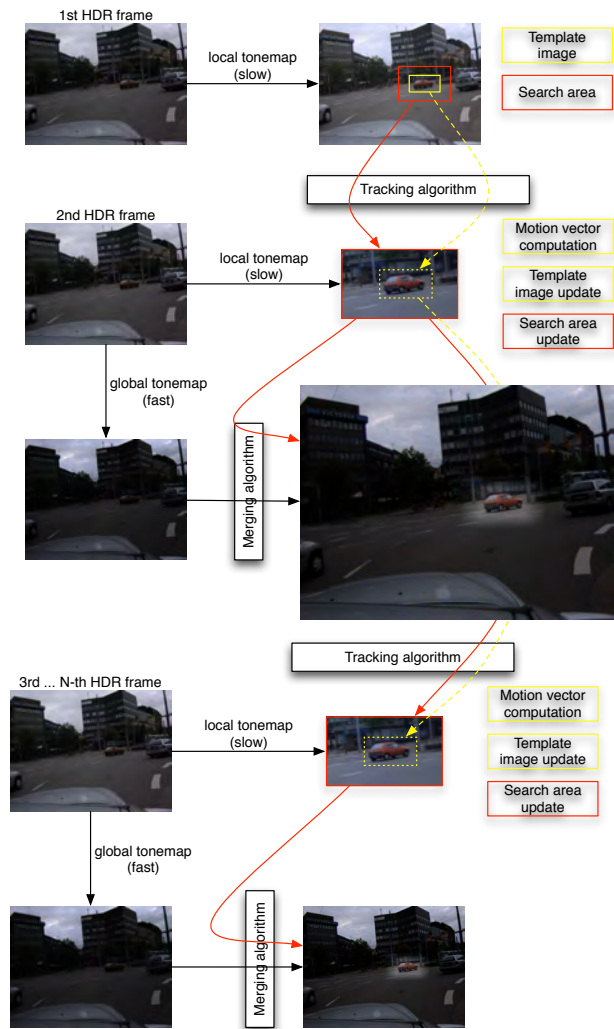 1st HDR frame
local tonemap
(slow)
Template
image
Search area
Tracking algorithm
2nd HDR frame
local tonemap
(slow)
Motion vector
computation
Template
image update
Search area
update
global tonemap
(fast)
Merging algorithm
Tracking algorithm
3rd ... N-th HDR frame
local tonemap
(slow)
Motion vector
computation
Template
image update
Search area
update
global tonemap
(fast)
Merging algorithm